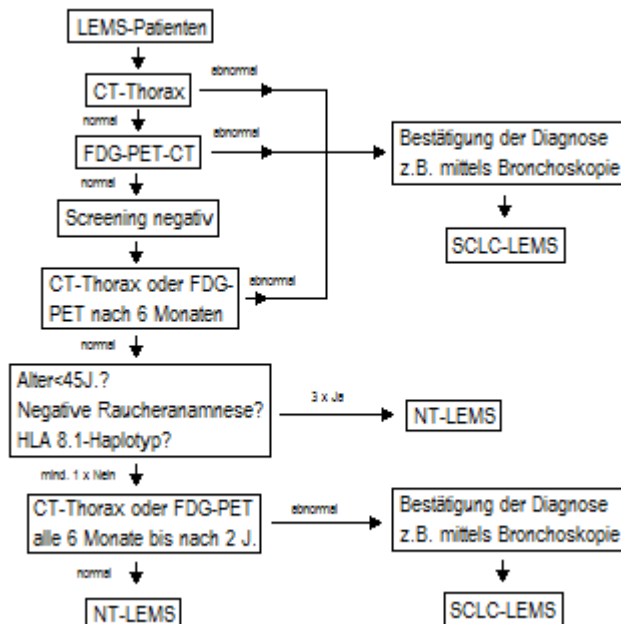 LEMS-Patienten
abnormal
CT-Thorax
normal
abnormal
FDG-PET-CT
Bestätigung der Diagnose
z.B. mittels Bronchoskopie
normal
Screening negativ
SCLC-LEMS
CT-Thorax oder FDG-
PET nach 6 Monaten
abnormal
normal
Alter<45J.?
Negative Raucheranamnese?
HLA 8.1-Haplotyp?
3 x Ja
NT-LEMS
mind. 1 x Nein
CT-Thorax oder FDG-PET
alle 6 Monate bis nach 2 J.
abnormal
Bestätigung der Diagnose
z.B. mittels Bronchoskopie
normal
NT-LEMS
SCLC-LEMS